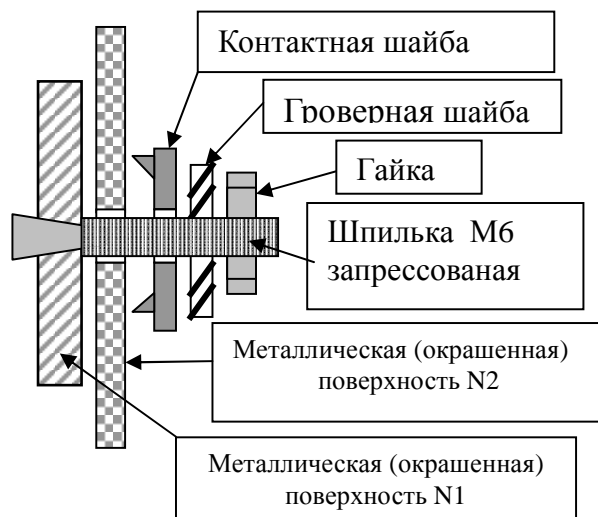 Контактная шайба
Гроверная шайба
Гайка
Шпилька М6
запрессованая
Металлическая (окрашенная)
поверхность N2
Металлическая (окрашенная)
поверхность N1